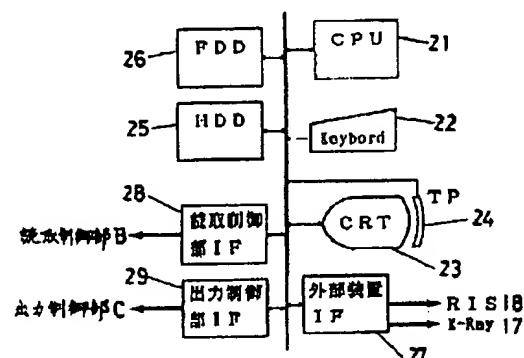 FDD
26
CPU
21
HDD
25
Keybord
22
28
読取制御部B
読取制御
部IF
CRT
TP
24
23
29
出力制御部C
出力制御
部IF
外部装置
IF
RIS18
X-Ray 17
27